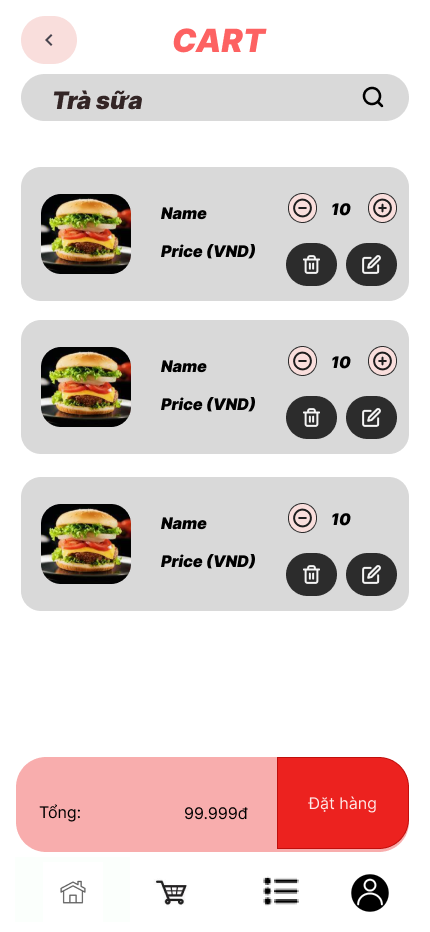 CART
Trà sữa
Name
10
Price (VND)
Name
10
Price (VND)
Name
10
Price (VND)
Tổng:
99.999đ
Đặt hàng